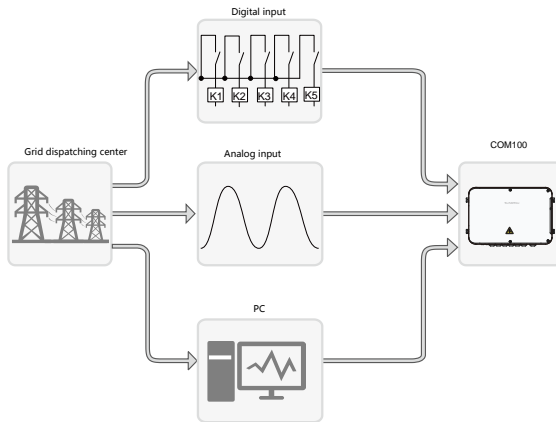 Digital input
K1 K2 K3 K4 K5
Grid dispatching center
Analog input
COM100
PC